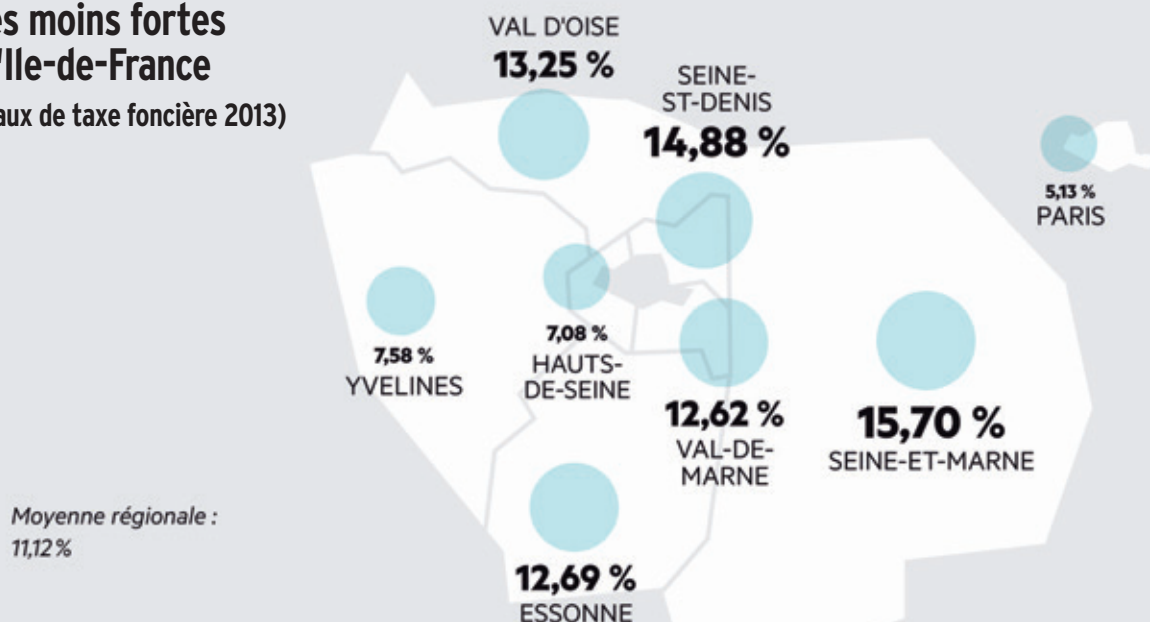 es moins fortes
'Ile-de-France
aux de taxe foncière 2013)
VAL D'OISE
13,25 %
SEINE-
ST-DENIS
14,88 %
5,13 %
PARIS
7,58 %
YVELINES
7,08 %
HAUTS-
DE-SEINE
12,62 %
VAL-DE-
MARNE
15,70 %
SEINE-ET-MARNE
Moyenne régionale :
11,12 %
12,69 %
ESSONNE